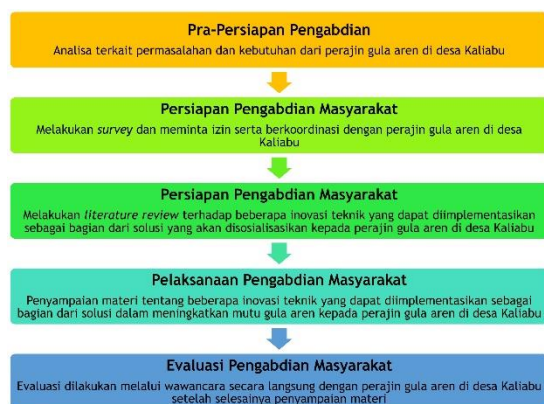 Pra-Persiapan Pengabdian
Analisa terkait permasalahan dan kebutuhan dari perajin gula aren di desa Kaliabu
Persiapan Pengabdian Masyarakat
Melakukan survey dan meminta izin serta berkoordinasi dengan perajin gula aren di desa
Kaliabu
Persiapan Pengabdian Masyarakat
Melakukan literature review terhadap beberapa inovasi teknik yang dapat diimplementasikan
sebagai bagian dari solusi yang akan disosialisasikan kepada perajin gula aren di desa Kaliabu
Pelaksanaan Pengabdian Masyarakat
Penyampaian materi tentang beberapa inovasi teknik yang dapat diimplementasikan sebagai
bagian dari solusi dalam meningkatkan mutu gula aren kepada perajin gula aren di desa Kaliabu
Evaluasi Pengabdian Masyarakat
Evaluasi dilakukan melalui wawancara secara langsung dengan perajin gula aren di desa Kaliabu
setelah selesainya penyampaian materi